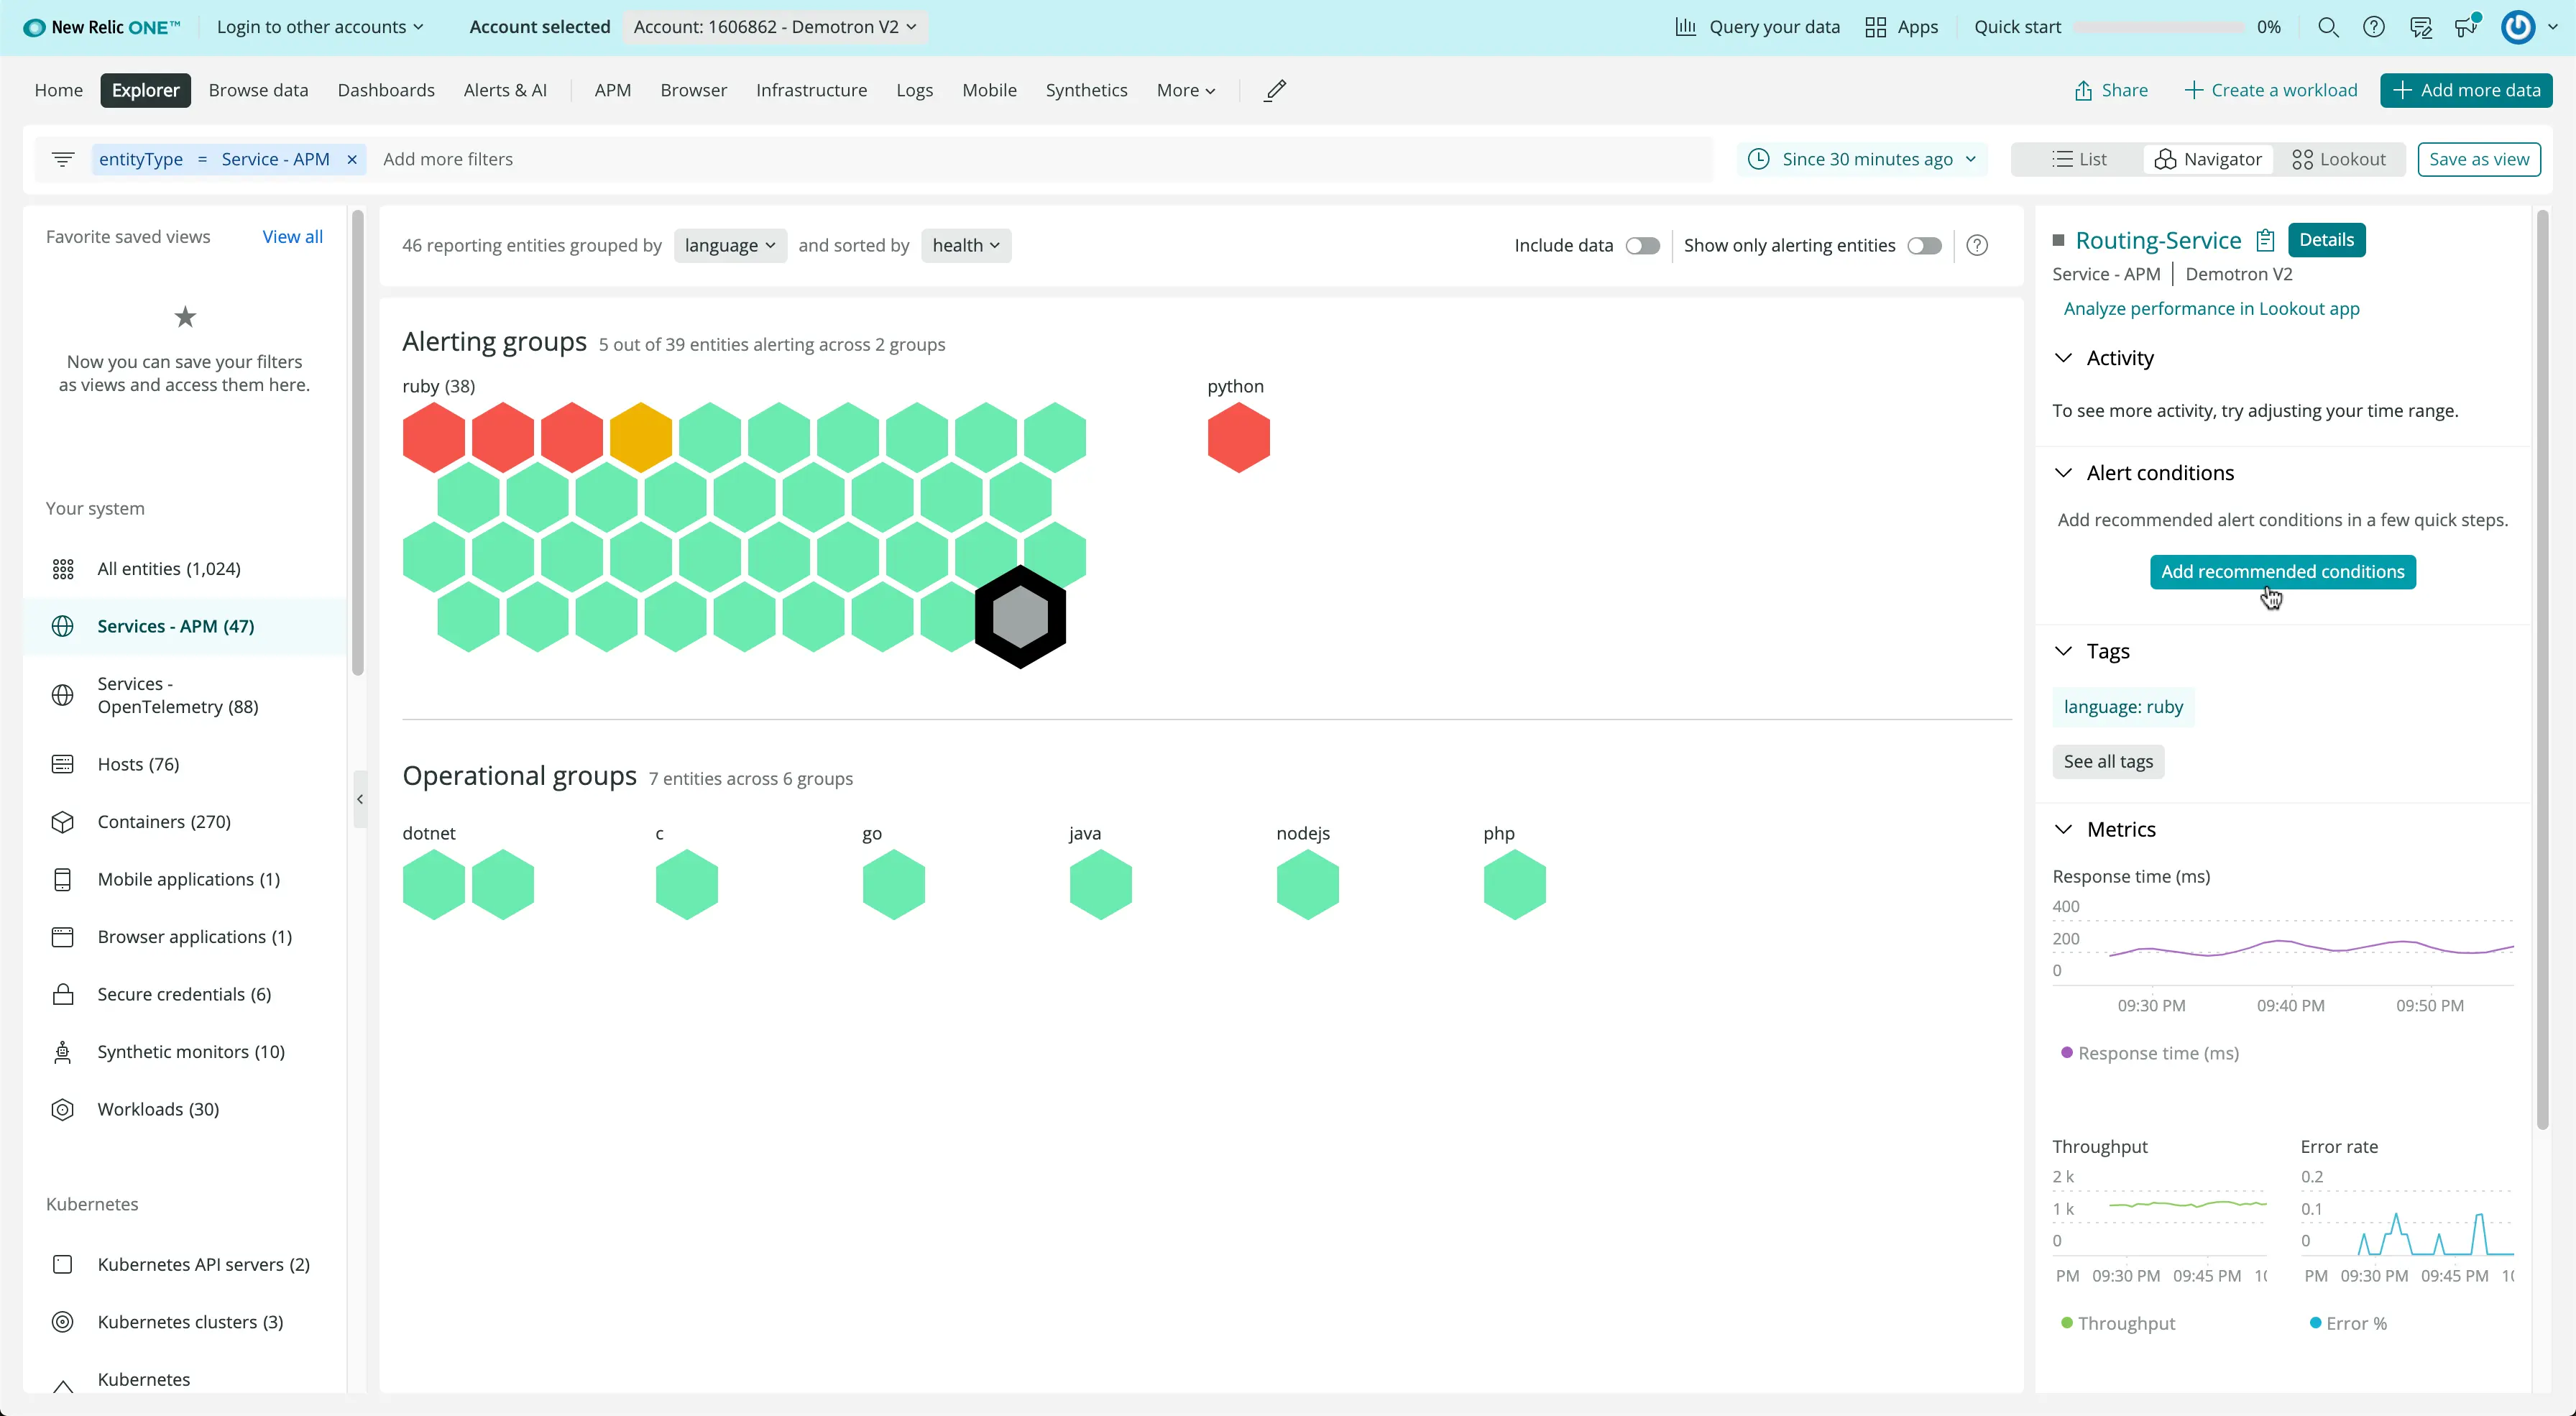 New Relic ONE™ Login to other accounts Account selected Account: 1606862 - Demotron V2 Query your data Apps Quick start 0%
Home Explorer Browse data Dashboards Alerts & AI APM Browser Infrastructure Logs Mobile Synthetics More Share Create a workload Add more data
entityType = Service - APM × Add more filters Since 30 minutes ago List Navigator Lookout Save as view
Favorite saved views View all
Now you can save your filters
as views and access them here.
Your system
All entities (1,024)
Services - APM (47)
Services -
OpenTelemetry (88)
Hosts (76)
Containers (270)
Mobile applications (1)
Browser applications (1)
Secure credentials (6)
Synthetic monitors (10)
Workloads (30)
Kubernetes
Kubernetes API servers (2)
Kubernetes clusters (3)
Kubernetes
46 reporting entities grouped by language and sorted by health Include data Show only alerting entities
Alerting groups 5 out of 39 entities alerting across 2 groups
ruby (38) python
Operational groups 7 entities across 6 groups
dotnet c go java nodejs php
Routing-Service Details
Service - APM Demotron V2
Analyze performance in Lookout app
Activity
To see more activity, try adjusting your time range.
Alert conditions
Add recommended alert conditions in a few quick steps.
Add recommended conditions
Tags
language: ruby
See all tags
Metrics
Response time (ms)
400
200
0
09:30 PM 09:40 PM 09:50 PM
Response time (ms)
Throughput
2 k
1 k
0
PM 09:30 PM 09:45 PM
Throughput
Error rate
0.2
0.1
0
PM 09:30 PM 09:45 PM
Error %